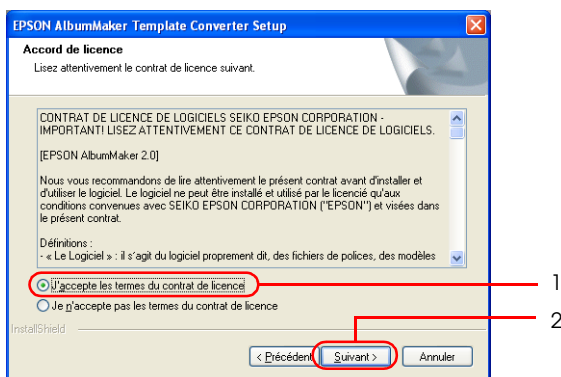 EPSON AlbumMaker Template Converter Setup
Accord de licence
Lisez attentivement le contrat de licence suivant.
CONTRAT DE LICENCE DE LOGICIELS SEIKO EPSON CORPORATION -
IMPORTANT! LISEZ ATTENTIVEMENT CE CONTRAT DE LICENCE DE LOGICIELS.
[EPSON AlbumMaker 2.0]
Nous vous recommandons de lire attentivement le présent contrat avant d'installer et
d'utiliser le logiciel. Le logiciel ne peut être installé et utilisé par le licencié qu'aux
conditions convenues avec SEIKO EPSON CORPORATION ("EPSON") et visées dans
le présent contrat.
Définitions :
- « Le Logiciel » : il s'agit du logiciel proprement dit, des fichiers de polices, des modèles
J'accepte les termes du contrat de licence
1
Je n'accepte pas les termes du contrat de licence
2
InstallShield
< Précédent
Suivant >
Annuler